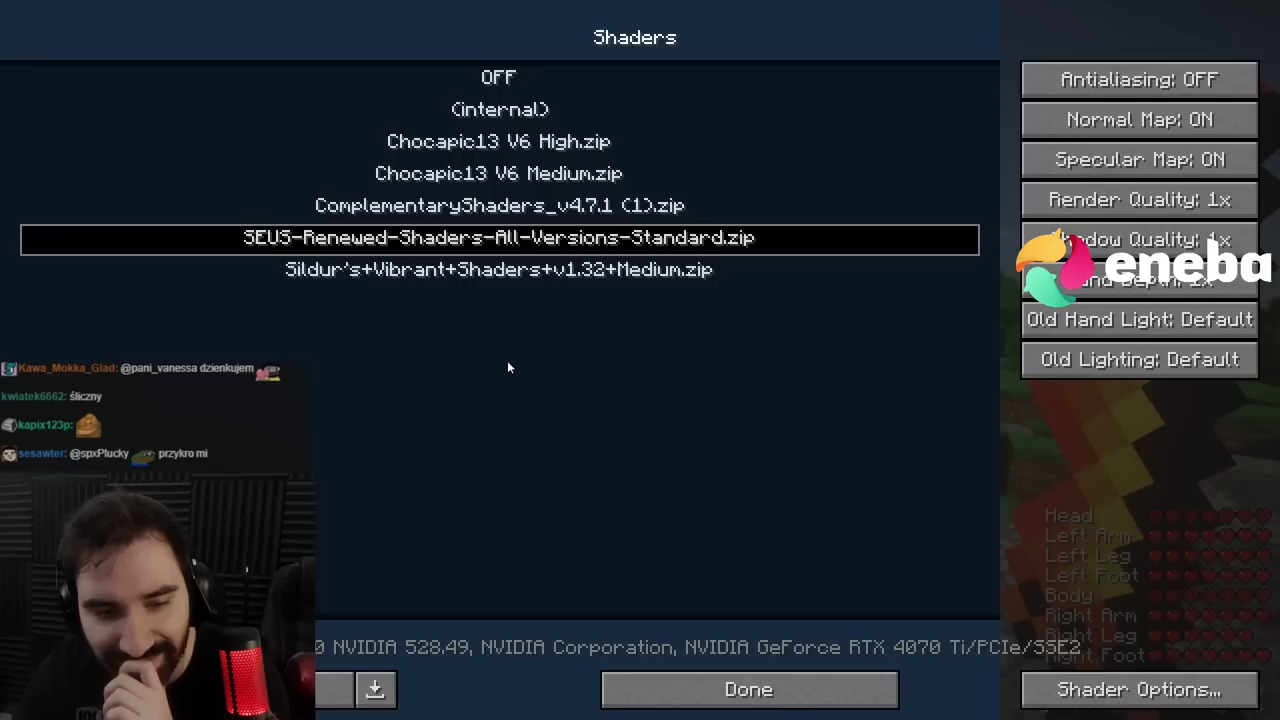 Shaders
OFF
(internal)
Chocapic13 V6 High.zip
Chocapic13 V6 Medium.zip
ComplementaryShaders_v4.7.1 (1).zip
SEUS-Renewed-Shaders-All-Versions-Standard.zip
Sildur's+Vibrant+Shaders+v1.32+Medium.zip
Antialiasing: OFF
Normal Map: ON
Specular Map: ON
Render Quality: 1x
Quality: 1x
eneba
Old Hand Light: Default
Old Lighting: Default
Kawa_Mokka_Glad: @pani_vanessa dzienkujem
kwiatek6662: śliczny
kapix123p:
sesawter: @spxPlucky przykro mi
Head
Left Arm
Left Leg
Left Foot
Body
Right Arm
Right Leg
Right Foot
0 NVIDIA 528.49, NVIDIA Corporation, NVIDIA GeForce RTX 4070 Ti/PCIe/SSE2
Done
Shader Options...